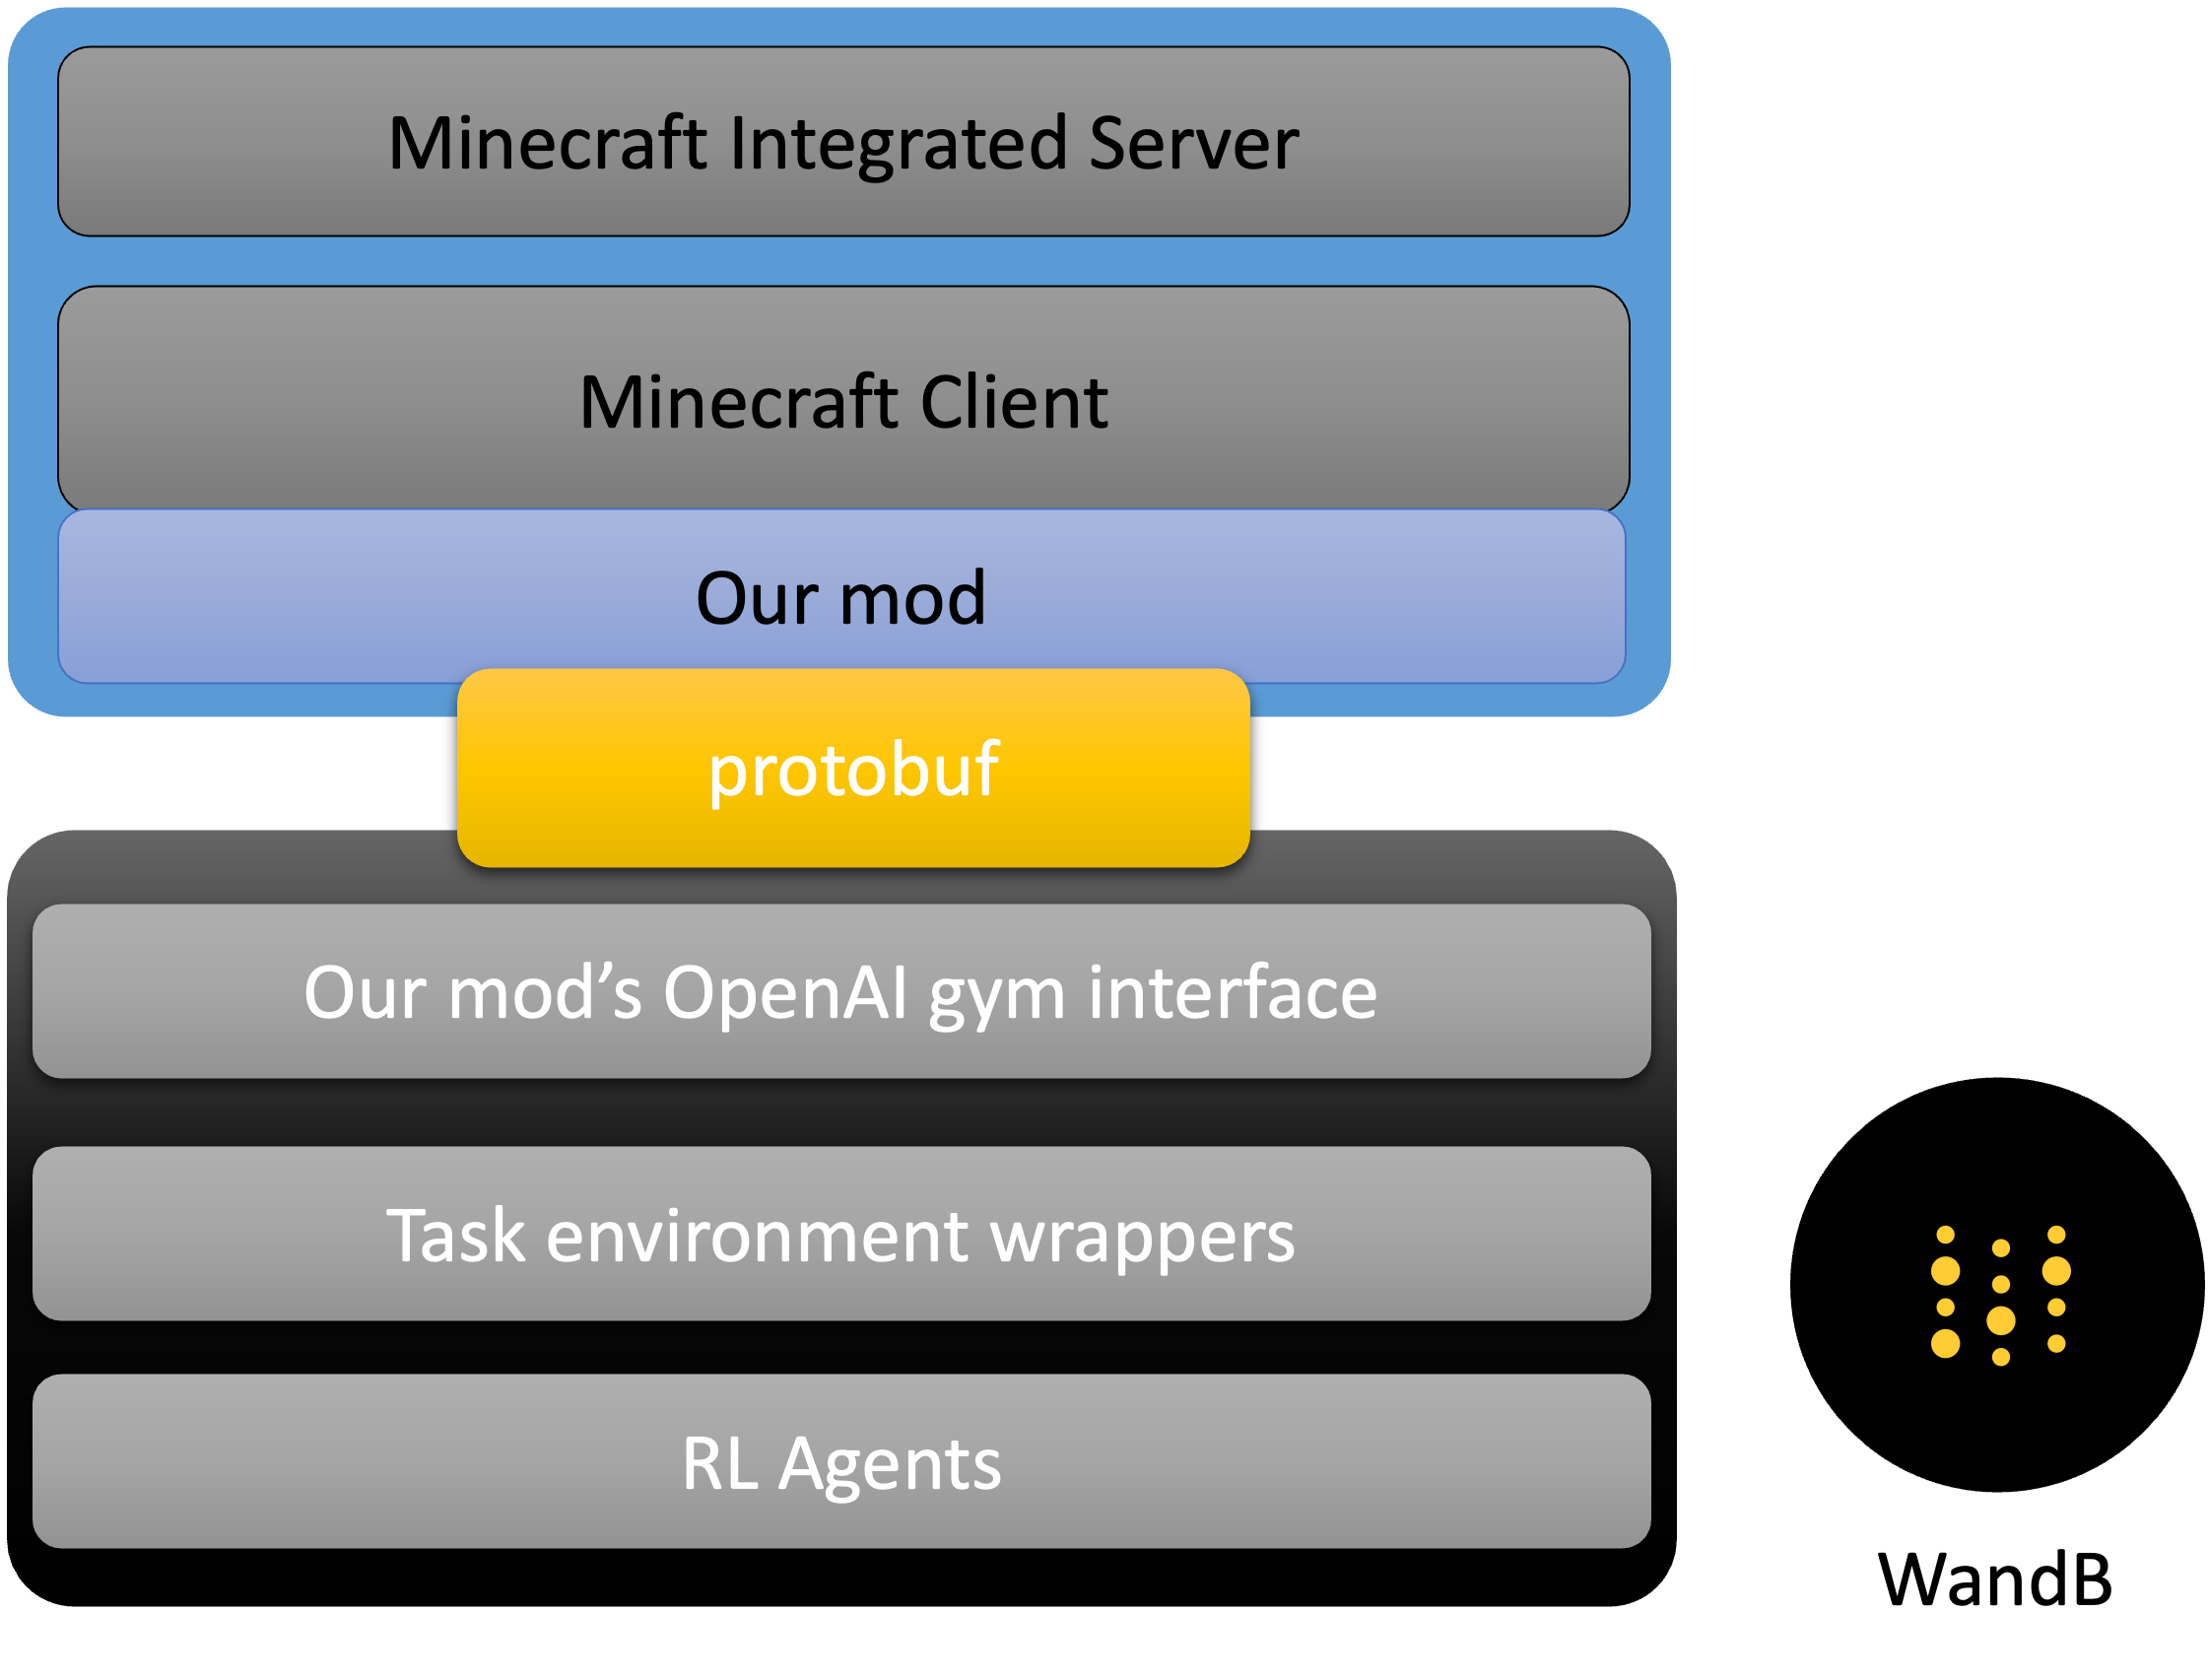 Minecraft Integrated Server
Minecraft Client
Our mod
protobuf
Our mod’s OpenAI gym interface
Task environment wrappers
RL Agents
WandB